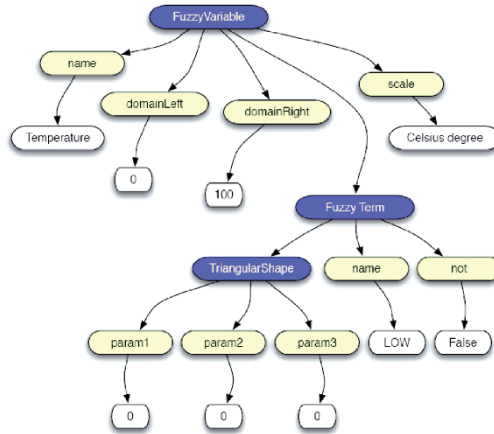 FuzzyVariable
name
scale
domainLeft
domainRight
Temperature
Celsius degree
0
100
Fuzzy Term
TriangularShape
name
not
param1
param2
param3
LOW
False
0
0
0